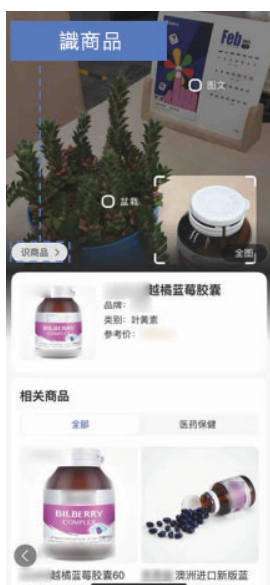 識商品
Feb
图文
盆栽
识商品 >
全图
越橘蓝莓胶囊
品牌：
类别：叶黄素
参考价：
BILBERRY
COMPLEX
相关商品
全部
医药保健
BILBERRY
COMPLEX
越橘蓝莓胶囊60
澳洲进口新版蓝